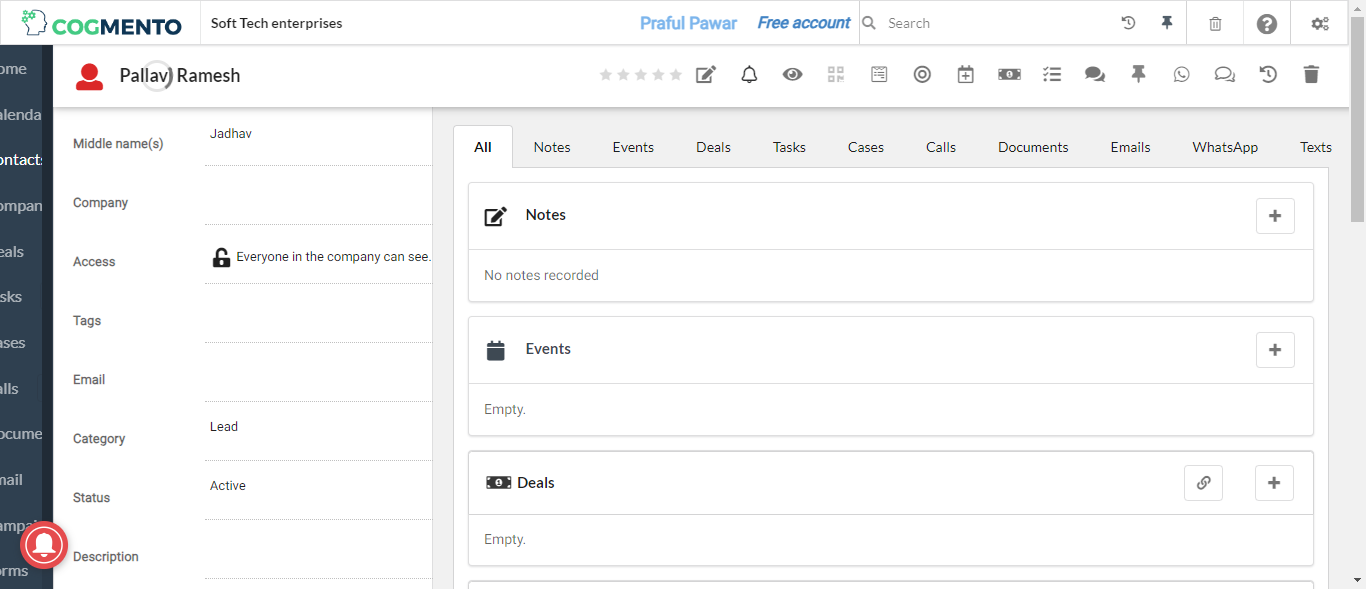 COGMENTO
Soft Tech enterprises
Praful Pawar
Free account
Search
ome
alenda
ontacts
ompan
eals
sks
ases
alls
ocume
mail
ampai
orms
Pallavi Ramesh
Middle name(s)
Jadhav
Company
Access
Everyone in the company can see.
Tags
Email
Category
Lead
Status
Active
Description
All
Notes
Events
Deals
Tasks
Cases
Calls
Documents
Emails
WhatsApp
Texts
Notes
No notes recorded
Events
Empty.
Deals
Empty.